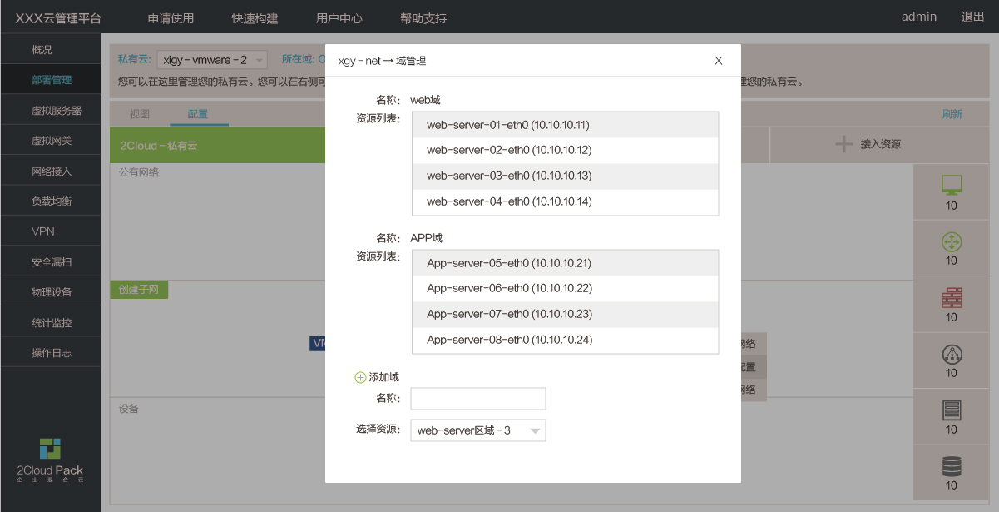 XXX云管理平台 申请使用 快速构建 用户中心 帮助支持 admin 退出
概况
部署管理
虚拟服务器
虚拟网关
网络接入
负载均衡
VPN
安全漏扫
物理设备
统计监控
操作日志
2Cloud Pack
企业混合云
私有云: xigy-vmware-2 所在域:
您可以在这里管理您的私有云。您可以在右侧 您的私有云。
视图 配置 刷新
2Cloud-私有云 接入资源
公有网络
创建子网
设备
网络
配置
网络
10
10
10
10
10
10
xgy-net→域管理 X
名称: web域
资源列表:
web-server-01-eth0 (10.10.10.11)
web-server-02-eth0 (10.10.10.12)
web-server-03-eth0 (10.10.10.13)
web-server-04-eth0 (10.10.10.14)
名称: APP域
资源列表:
App-server-05-eth0 (10.10.10.21)
App-server-06-eth0 (10.10.10.22)
App-server-07-eth0 (10.10.10.23)
App-server-08-eth0 (10.10.10.24)
添加域
名称:
选择资源: web-server区域-3